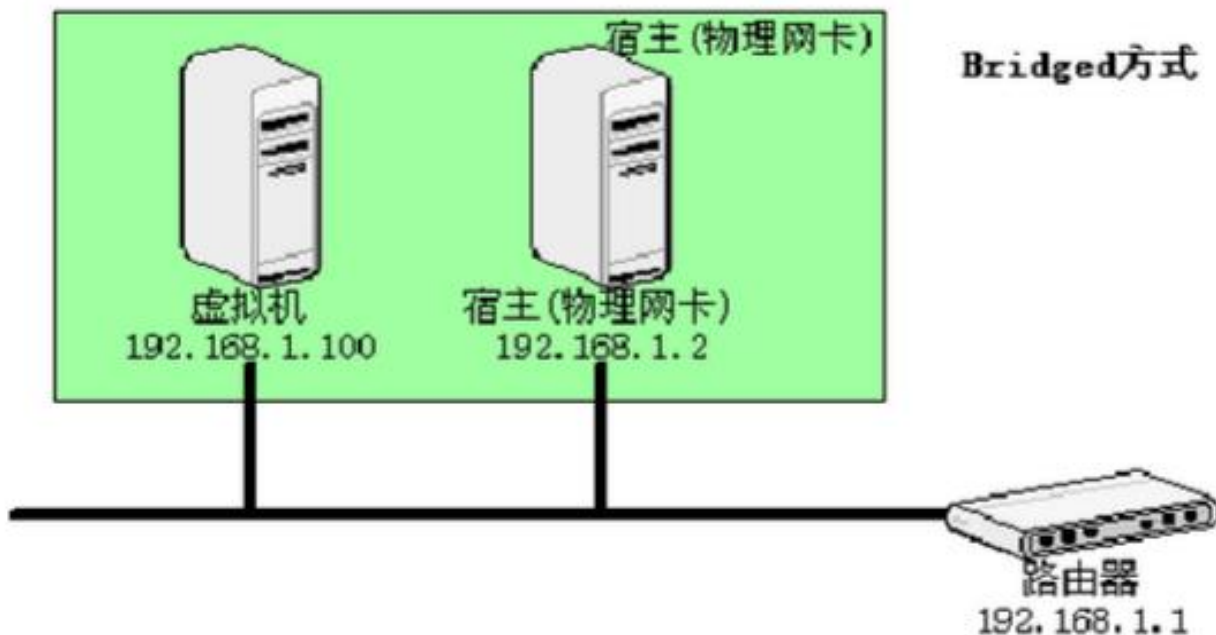 宿主(物理网卡)
Bridged方式
虚拟机
192.168.1.100
宿主(物理网卡)
192.168.1.2
路由器
192.168.1.1